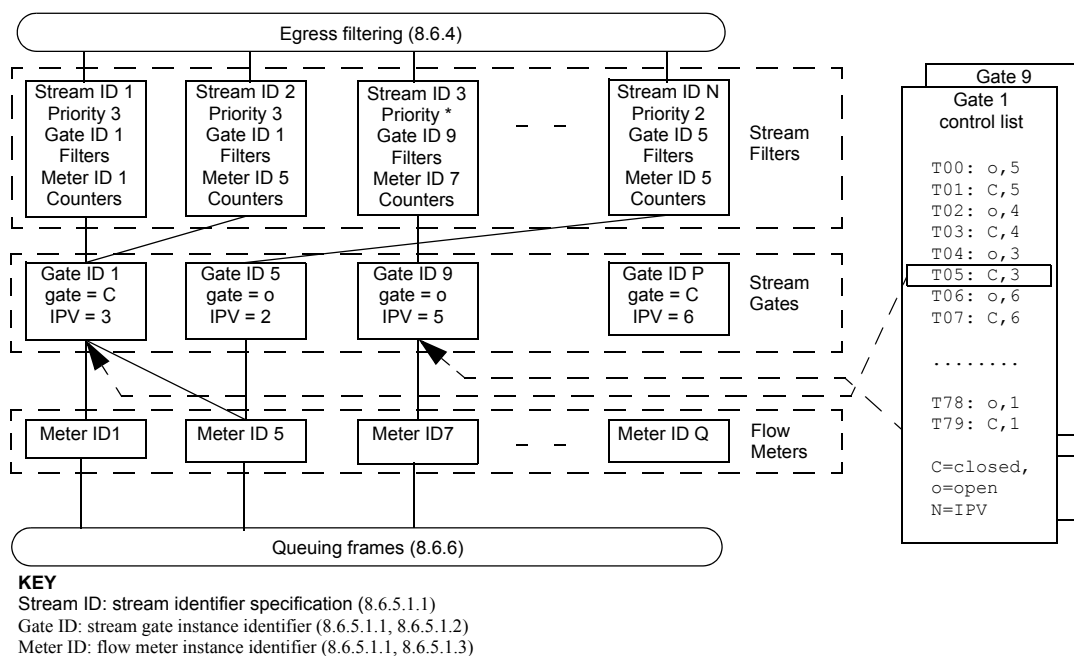 Egress filtering (8.6.4)
Stream ID 1
Priority 3
Gate ID 1
Filters
Meter ID 1
Counters
Stream ID 2
Priority 3
Gate ID 1
Filters
Meter ID 5
Counters
Stream ID 3
Priority *
Gate ID 9
Filters
Meter ID 7
Counters
Stream ID N
Priority 2
Gate ID 5
Filters
Meter ID 5
Counters
Stream
Filters
Gate ID 1
gate = C
IPV = 3
Gate ID 5
gate = o
IPV = 2
Gate ID 9
gate = o
IPV = 5
Gate ID P
gate = C
IPV = 6
Stream
Gates
Meter ID1
Meter ID 5
Meter ID7
Meter ID Q
Flow
Meters
Queuing frames (8.6.6)
Gate 9
Gate 1
control list
T00: o,5
T01: C,5
T02: o,4
T03: C,4
T04: o,3
T05: C,3
T06: o,6
T07: C,6
........
T78: o,1
T79: C,1
C=closed,
o=open
N=IPV
KEY
Stream ID: stream identifier specification (8.6.5.1.1)
Gate ID: stream gate instance identifier (8.6.5.1.1, 8.6.5.1.2)
Meter ID: flow meter instance identifier (8.6.5.1.1, 8.6.5.1.3)